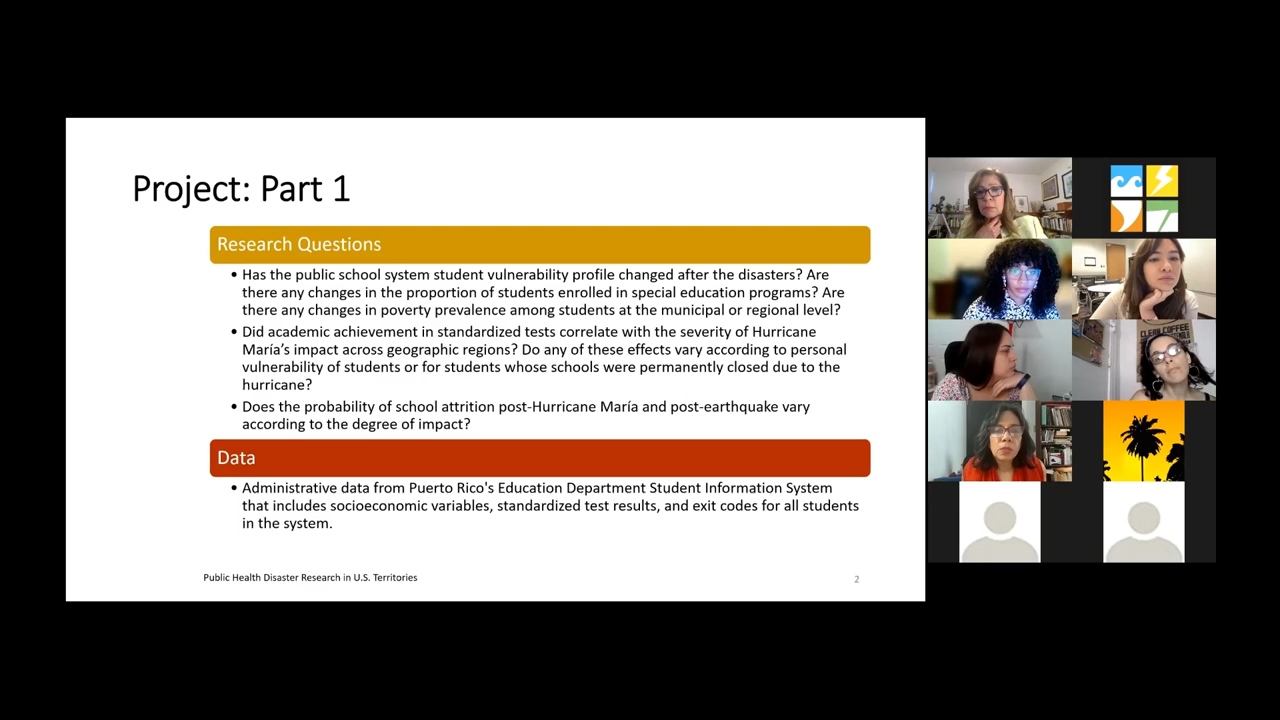 Project: Part 1
Research Questions
• Has the public school system student vulnerability profile changed after the disasters? Are
there any changes in the proportion of students enrolled in special education programs? Are
there any changes in poverty prevalence among students at the municipal or regional level?
• Did academic achievement in standardized tests correlate with the severity of Hurricane
María’s impact across geographic regions? Do any of these effects vary according to personal
vulnerability of students or for students whose schools were permanently closed due to the
hurricane?
• Does the probability of school attrition post-Hurricane María and post-earthquake vary
according to the degree of impact?
Data
• Administrative data from Puerto Rico's Education Department Student Information System
that includes socioeconomic variables, standardized test results, and exit codes for all students
in the system.
Public Health Disaster Research in U.S. Territories
2
CLEAN COFFEE